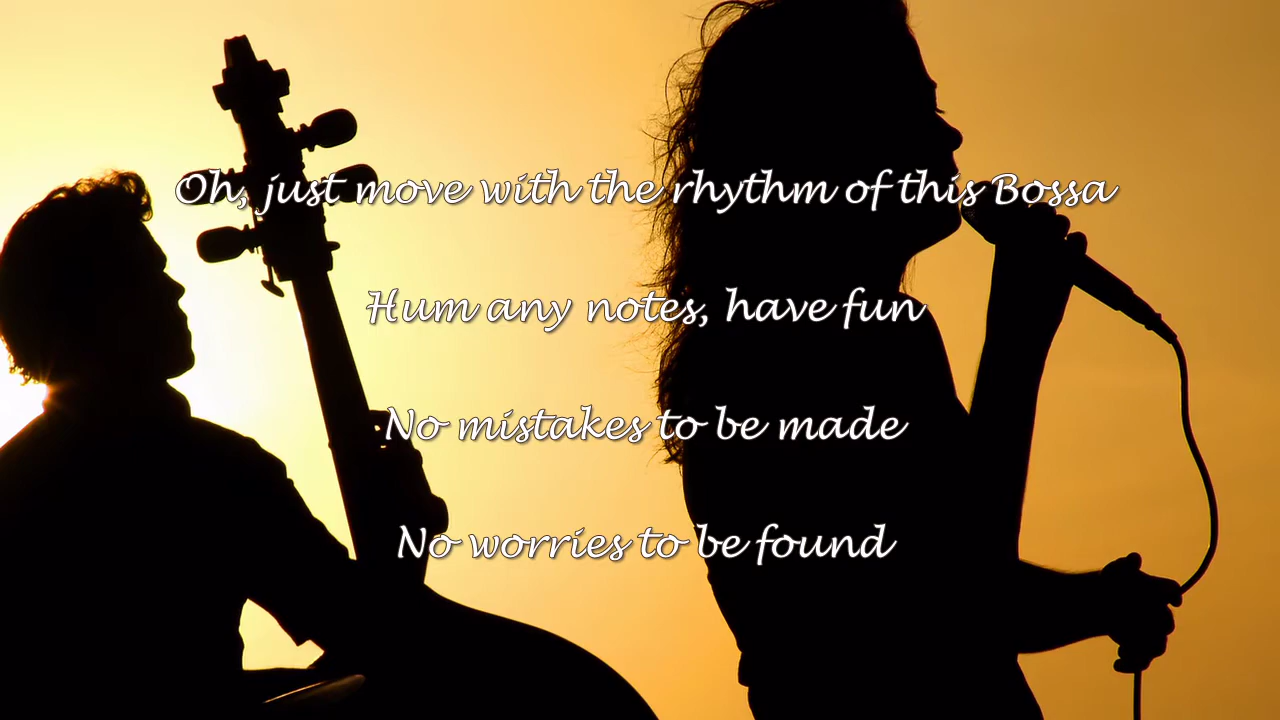 Oh, just move with the rhythm of this Bossa
Hum any notes, have fun
No mistakes to be made
No worries to be found